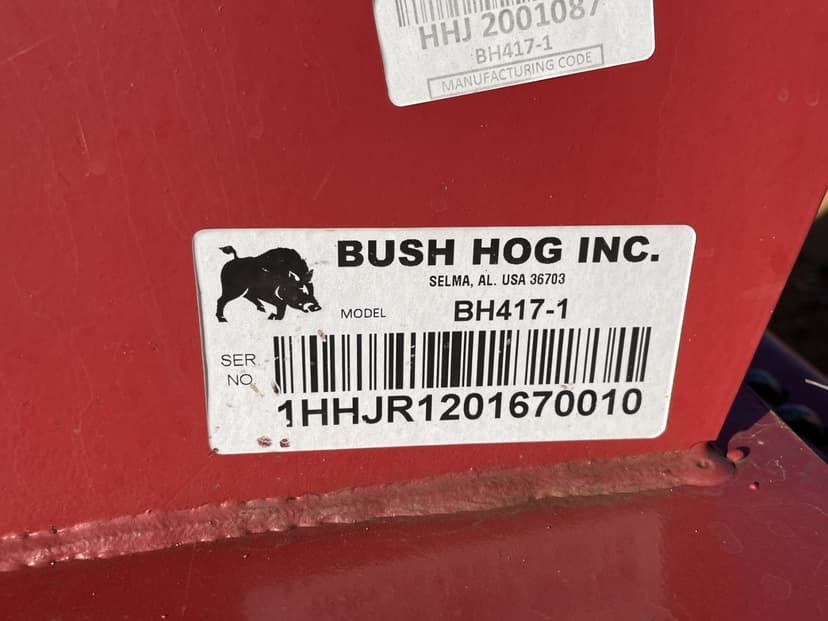 HHJ 2001087
BH417-1
MANUFACTURING CODE
BUSH HOG INC.
SELMA, AL. USA 36703
MODEL BH417-1
SER.
NO.
1HHJR1201670010